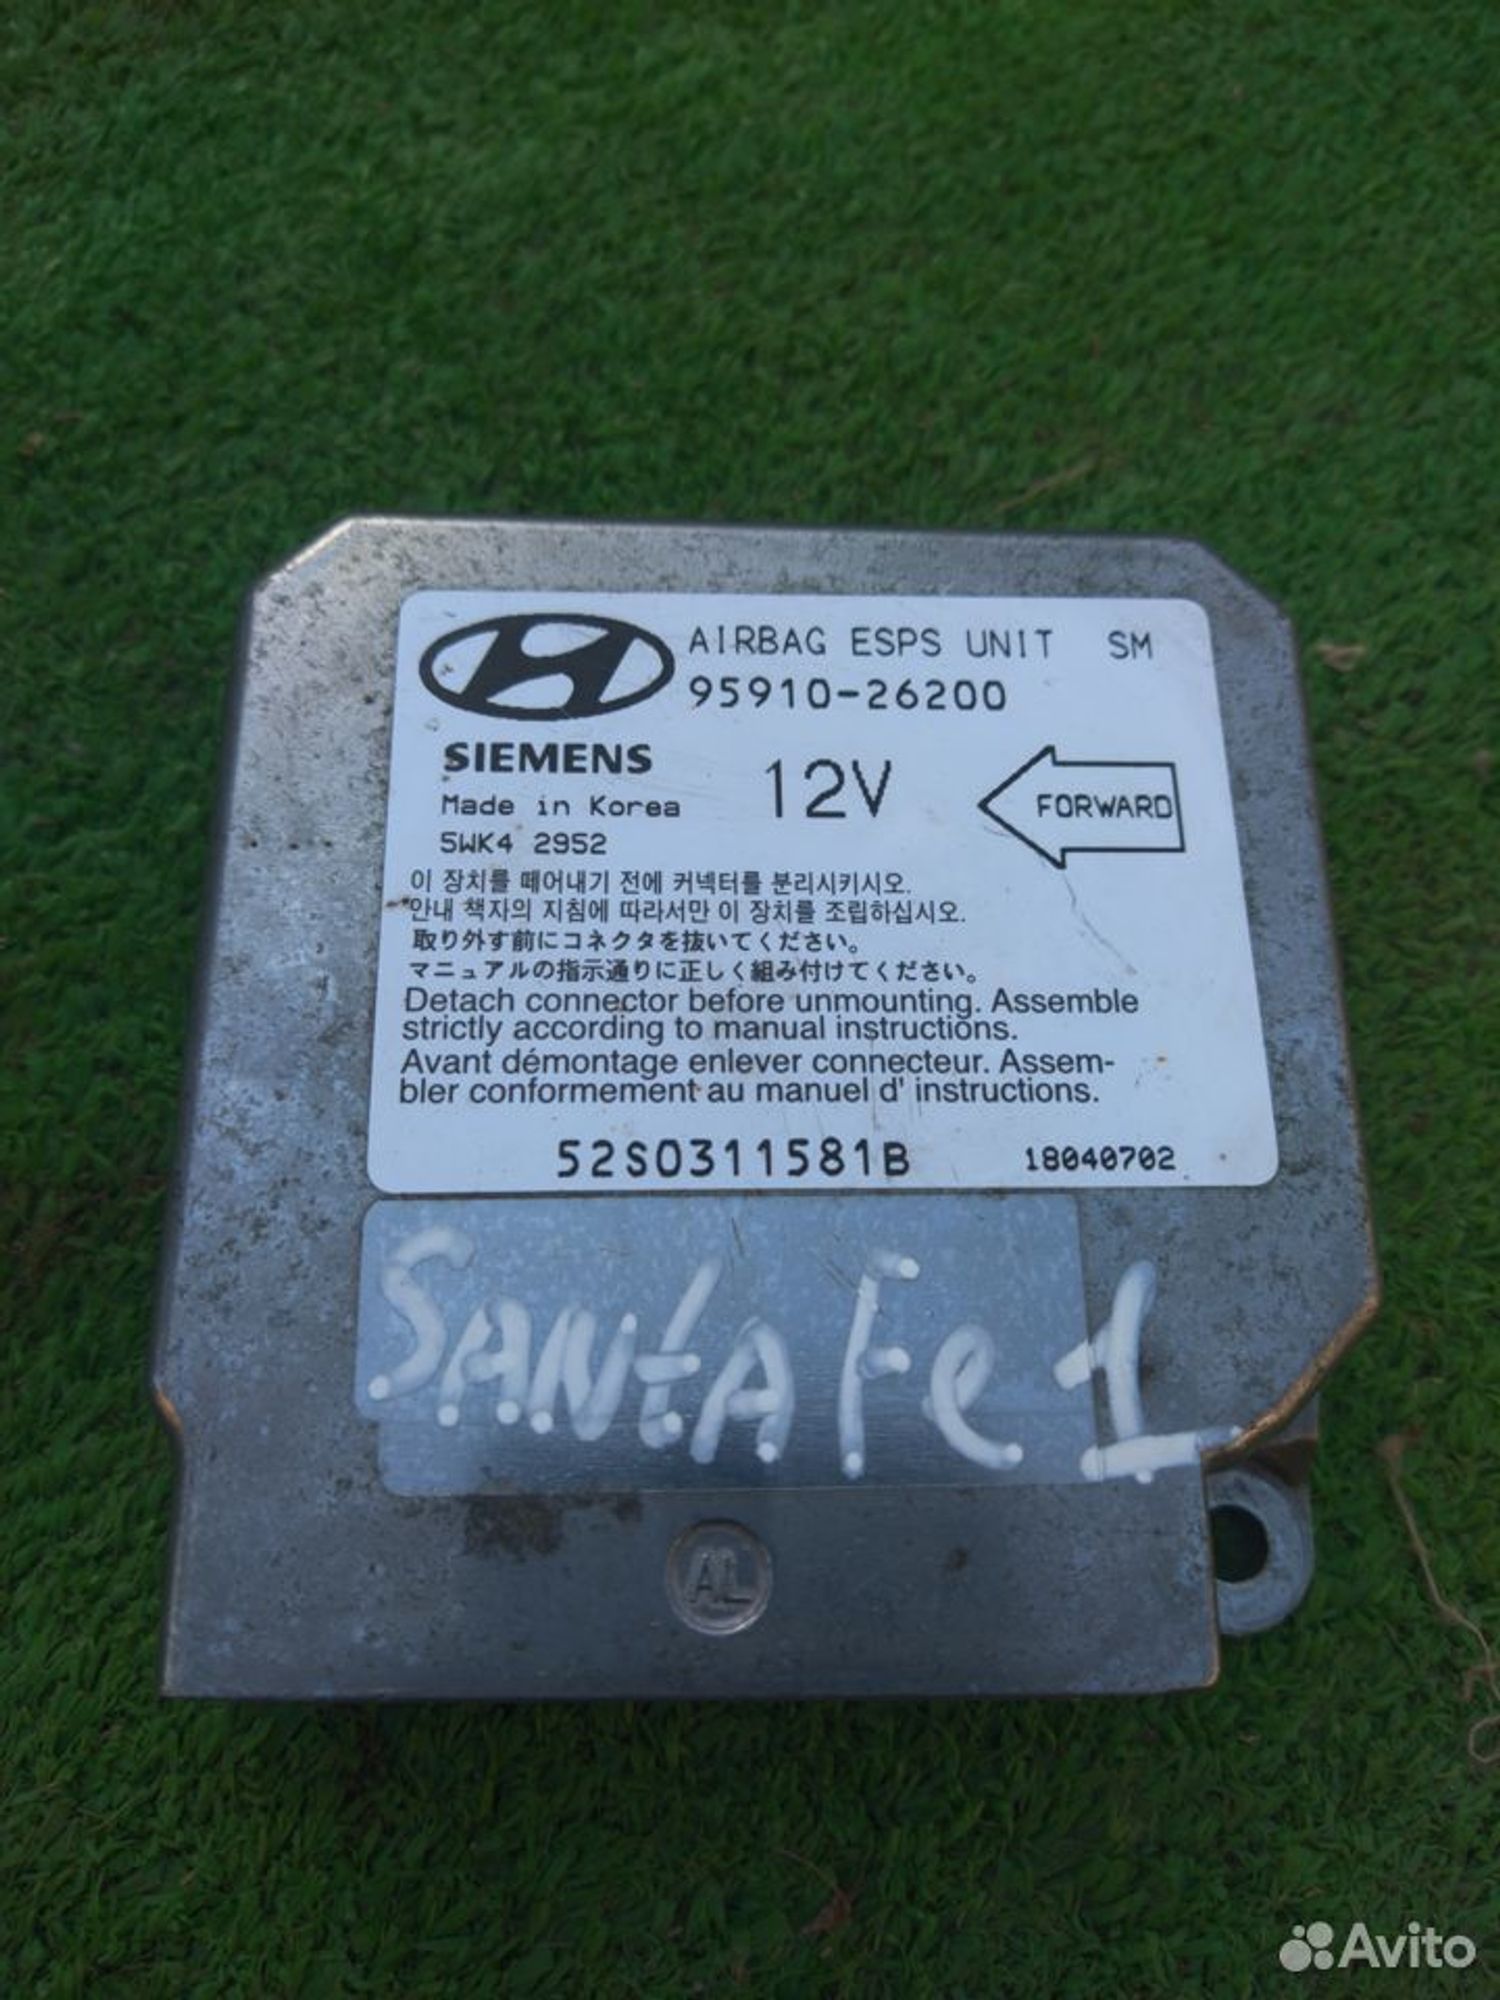 AIRBAG ESPS UNIT SM
95910-26200
SIEMENS
12V
FORWARD
Made in Korea
5WK4 2952
이 장치를 떼어내기 전에 커넥터를 분리시키시오.
안내 책자의 지침에 따라서만 이 장치를 조립하십시오.
取り外す前にコネクタを抜いてください。
マニュアルの指示通りに正しく組み付けてください。
Detach connector before unmounting. Assemble
strictly according to manual instructions.
Avant démontage enlever connecteur. Assem-
bler conformement au manuel d' instructions.
52S0311581B
18040702
SANtA Fe 1
AL
Avito